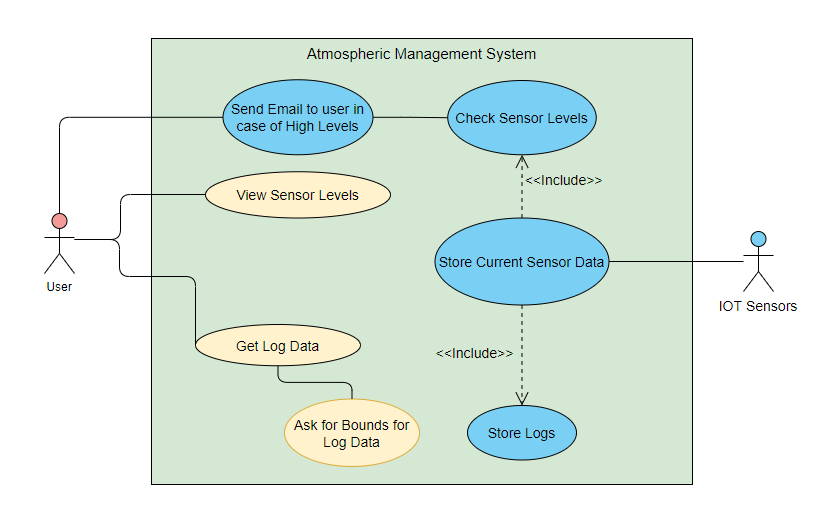 Atmospheric Management System
Send Email to user in
case of High Levels
Check Sensor Levels
<<Include>>
View Sensor Levels
Store Current Sensor Data
User
IOT Sensors
Get Log Data
<<Include>>
Ask for Bounds for
Log Data
Store Logs